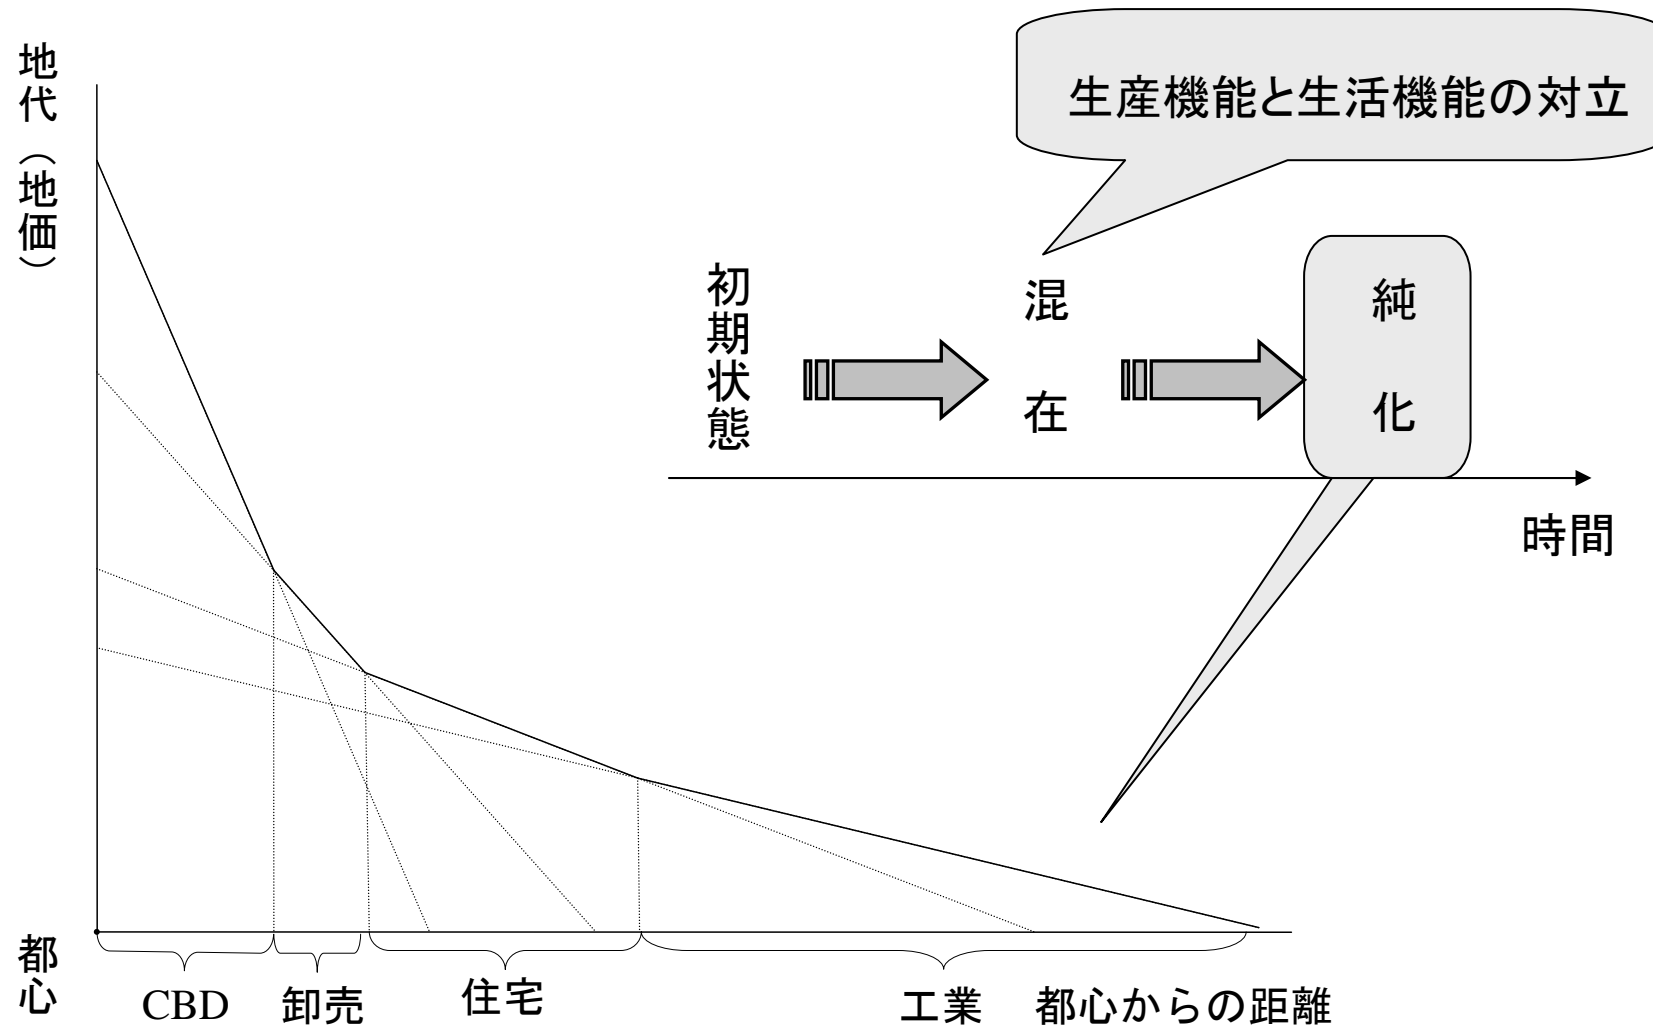 地代（地価）
生産機能と生活機能の対立
初期状態
混在
純化
時間
都心
CBD
卸売
住宅
工業
都心からの距離